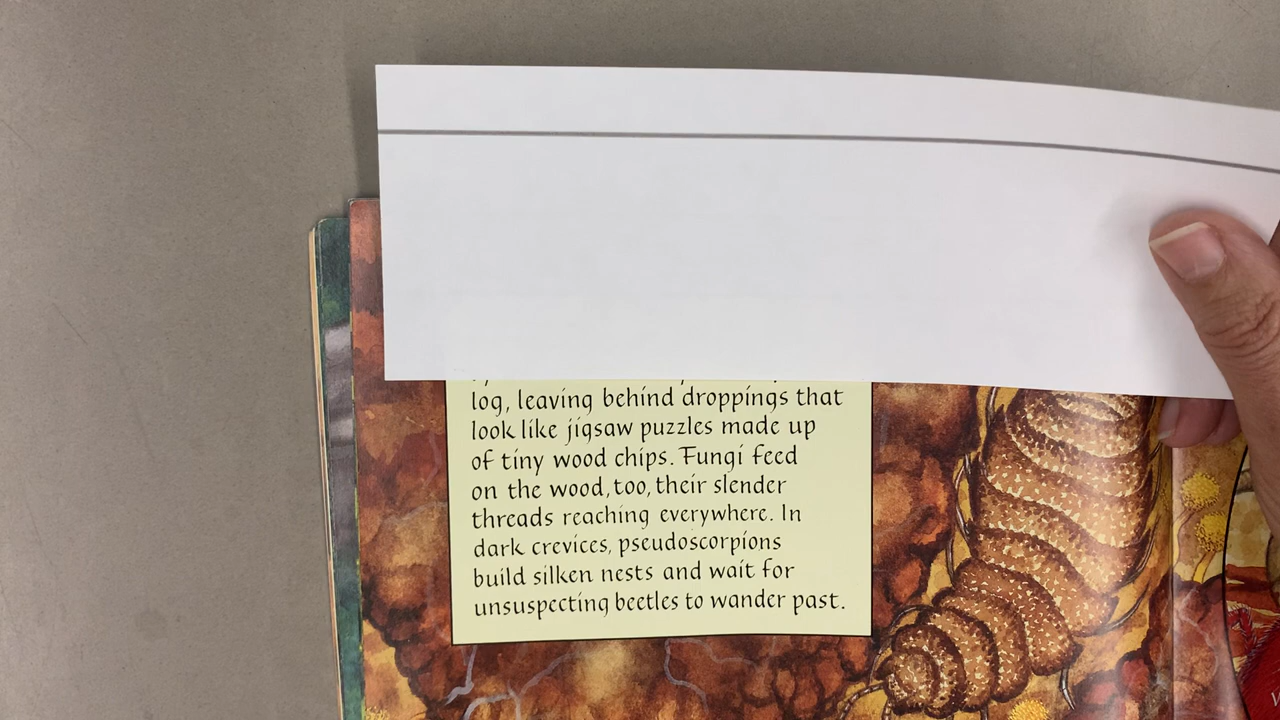 log, leaving behind droppings that
look like jigsaw puzzles made up
of tiny wood chips. Fungi feed
on the wood, too, their slender
threads reaching everywhere. In
dark crevices, pseudoscorpions
build silken nests and wait for
unsuspecting beetles to wander past.